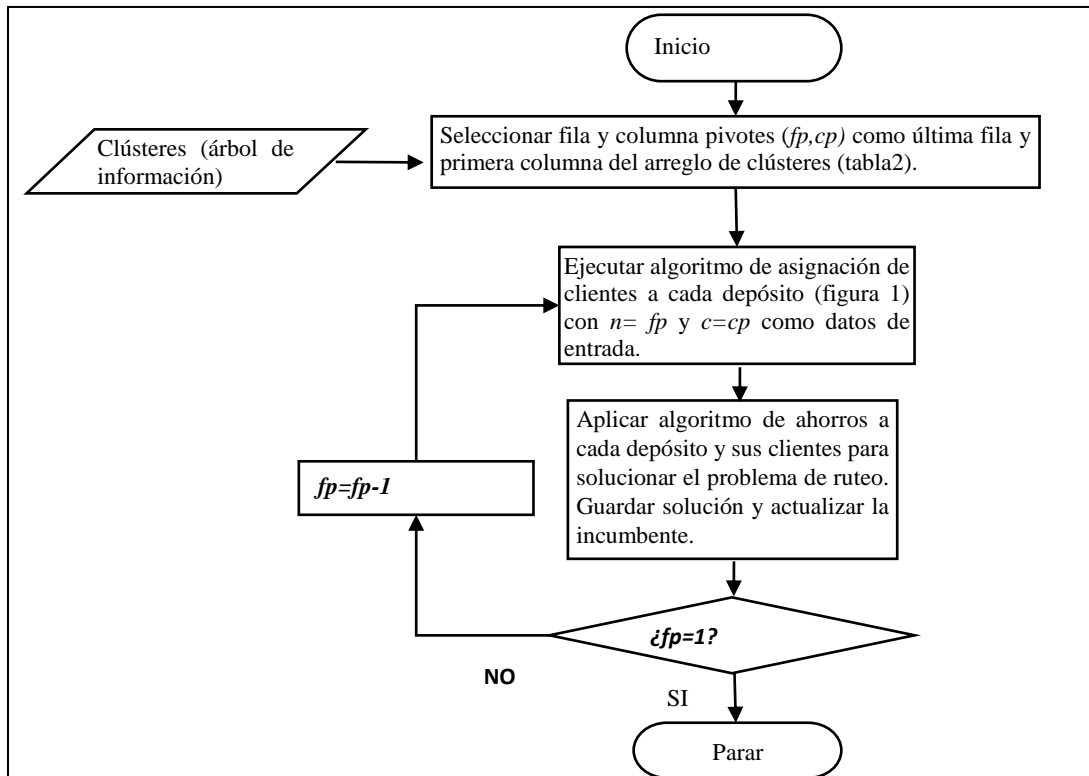 Inicio
Clústeres (árbol de
información)
Seleccionar fila y columna pivotes (fp,cp) como última fila y
primera columna del arreglo de clústeres (tabla2).
Ejecutar algoritmo de asignación de
clientes a cada depósito (figura 1)
con n= fp y c=cp como datos de
entrada.
Aplicar algoritmo de ahorros a
cada depósito y sus clientes para
solucionar el problema de ruteo.
Guardar solución y actualizar la
incumbente.
fp=fp-1
¿fp=1?
NO
SI
Parar